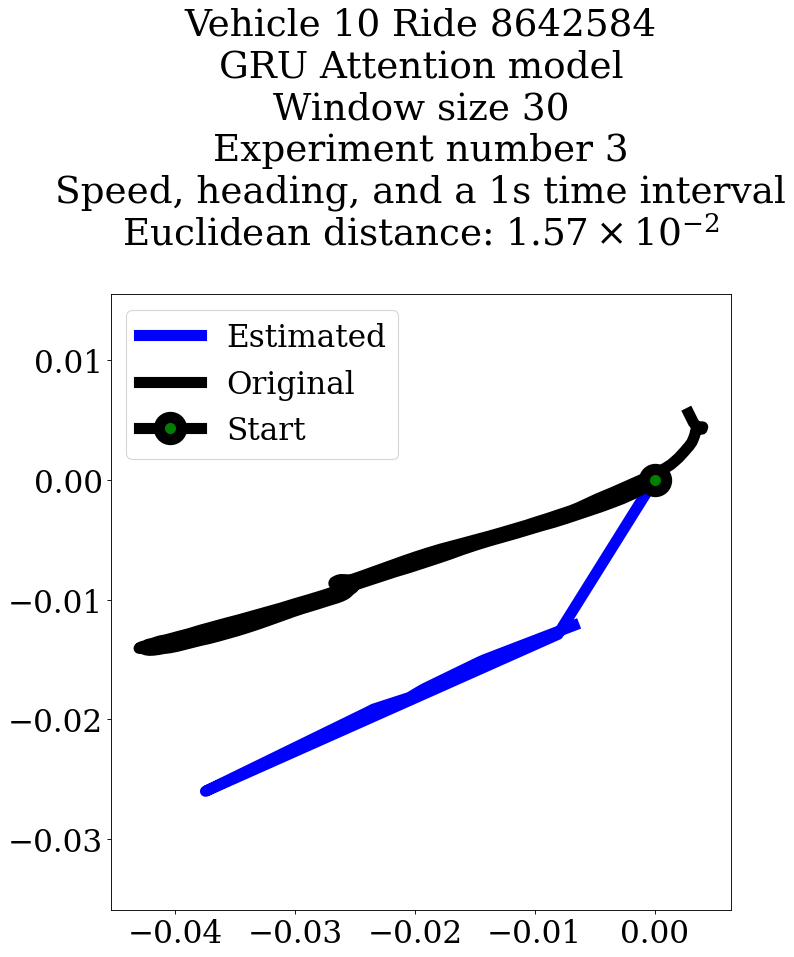 Vehicle 10 Ride 8642584
GRU Attention model
Window size 30
Experiment number 3
Speed, heading, and a 1s time interval
Euclidean distance: 1.57 × 10⁻²
Estimated
Original
Start
0.01
0.00
−0.01
−0.02
−0.03
−0.04 −0.03 −0.02 −0.01 0.00